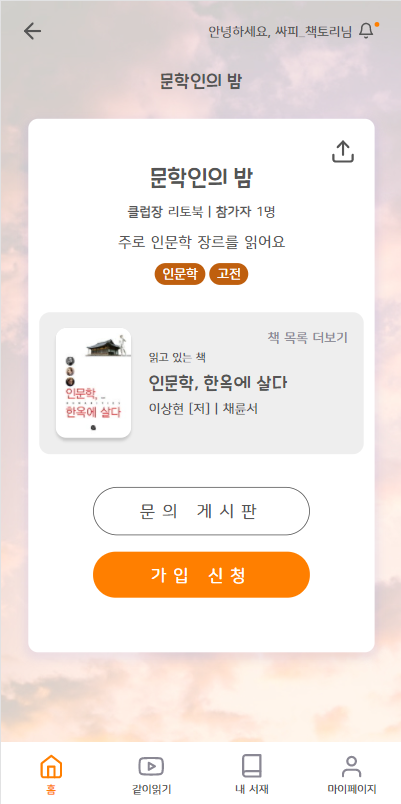 안녕하세요, 싸피_책토리님
문학인의 밤
문학인의 밤
클럽장 리토북 | 참가자 1명
주로 인문학 장르를 읽어요
인문학 고전
책 목록 더보기
읽고 있는 책
인문학, 한옥에 살다
이상현 [저] | 채륜서
인문학,
한옥에 살다
문의 게시판
가입 신청
홈 같이읽기 내 서재 마이페이지